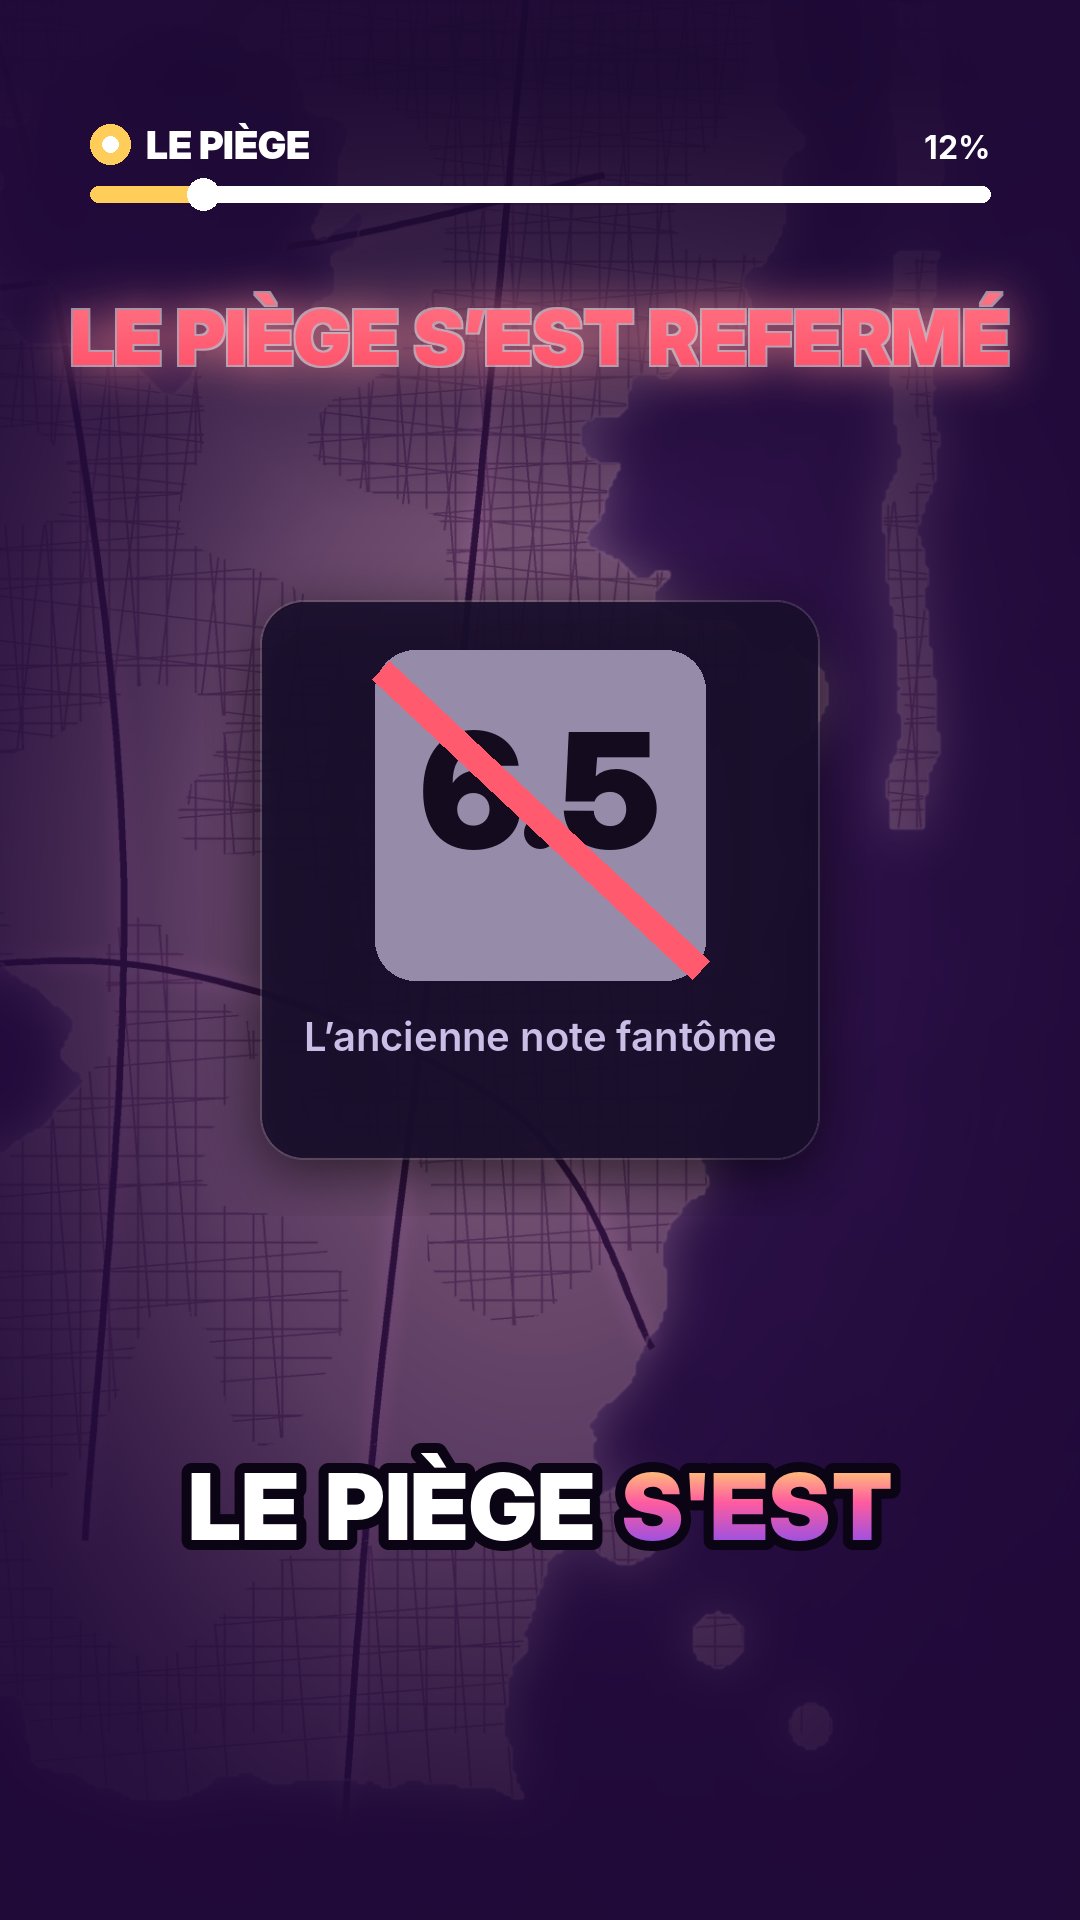 LE PIÈGE
12%
LE PIÈGE S’EST REFERMÉ
6.5
L’ancienne note fantôme
LE PIÈGE S'EST